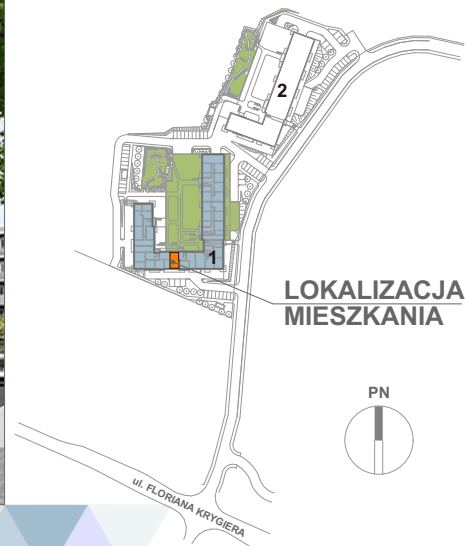 2
1
LOKALIZACJA
MIESZKANIA
PN
ul. FLORIANA KRYGIERA